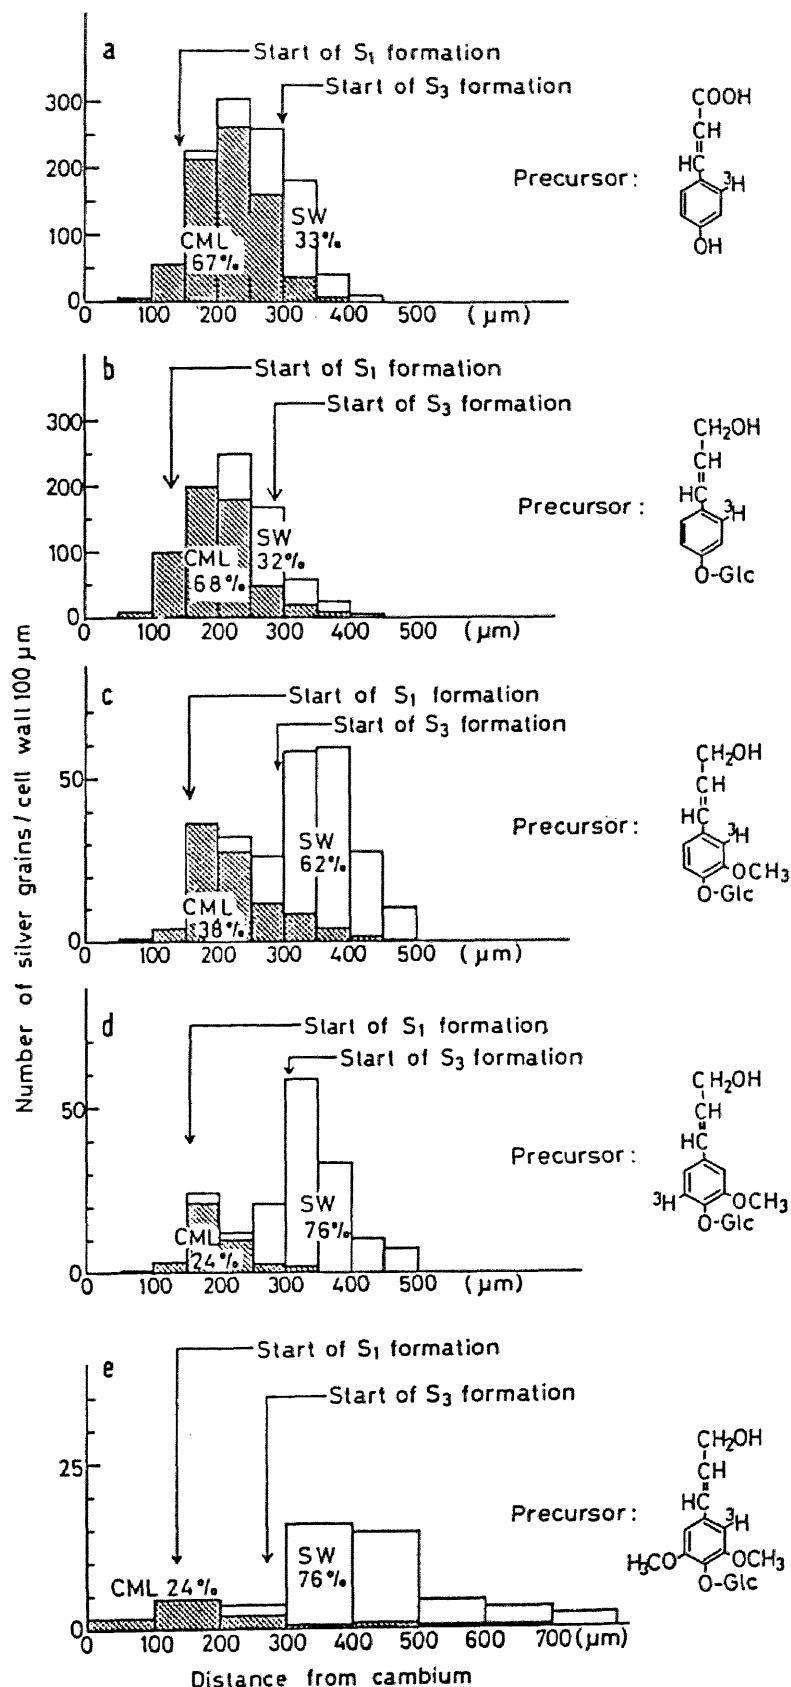 a
Start of S₁ formation
Start of S₃ formation
300
200
100
0
CML
67%
SW
33%
0 100 200 300 400 500 (µm)
Precursor:
COOH
CH
HC
³H
OH
b
Start of S₁ formation
Start of S₃ formation
300
200
100
0
CML
68%
SW
32%
0 100 200 300 400 500 (µm)
Precursor:
CH₂OH
CH
HC
³H
O-Glc
Number of silver grains / cell wall 100 µm
c
Start of S₁ formation
Start of S₃ formation
50
0
CML
38%
SW
62%
0 100 200 300 400 500 (µm)
Precursor:
CH₂OH
CH
HC
³H
OCH₃
O-Glc
d
Start of S₁ formation
Start of S₃ formation
50
0
CML
24%
SW
76%
0 100 200 300 400 500 (µm)
Precursor:
CH₂OH
CH
HC
³H
OCH₃
O-Glc
e
Start of S₁ formation
Start of S₃ formation
25
0
CML 24%
SW
76%
0 100 200 300 400 500 600 700 (µm)
Precursor:
CH₂OH
CH
HC
³H
H₃CO
OCH₃
O-Glc
Distance from cambium